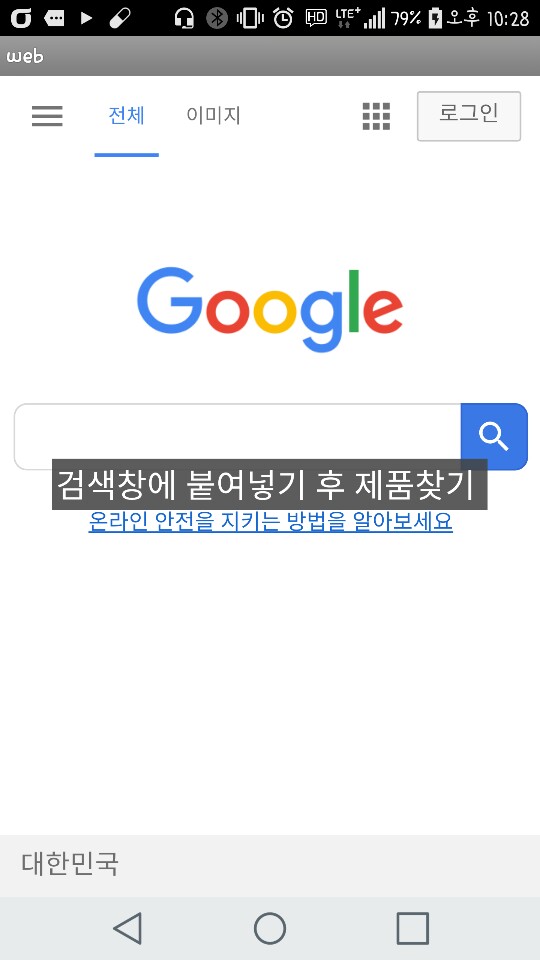 HD LTE+ 79% 오후 10:28
web
전체 이미지 로그인
Google
검색창에 붙여넣기 후 제품찾기
온라인 안전을 지키는 방법을 알아보세요
대한민국